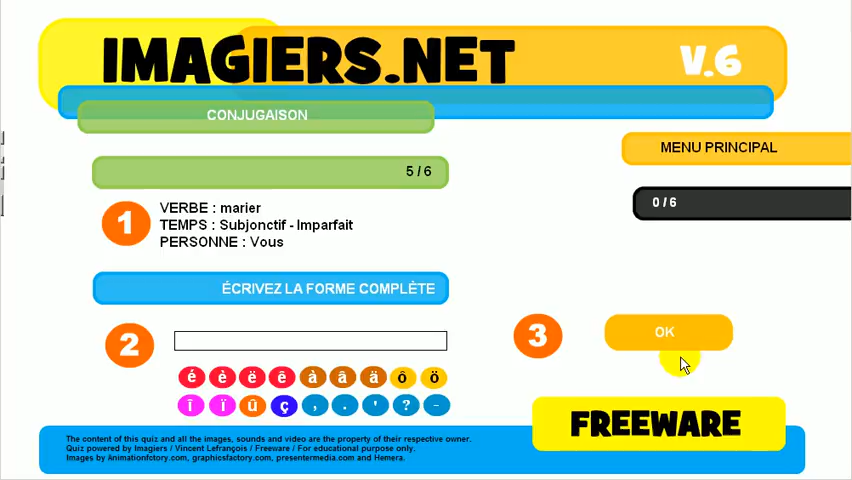 IMAGIERS.NET
V.6
CONJUGAISON
MENU PRINCIPAL
5 / 6
0 / 6
1
VERBE : marier
TEMPS : Subjonctif - Imparfait
PERSONNE : Vous
ÉCRIVEZ LA FORME COMPLÈTE
2
3
OK
é è ë ê à â ä ô ö
î ï û ç , . ' ? -
FREEWARE
The content of this quiz and all the images, sounds and video are the property of their respective owner.
Quiz powered by Imagiers / Vincent Lefrançois / Freeware / For educational purpose only.
Images by Animationfctory.com, graphicsfactory.com, presentermedia.com and Hemera.